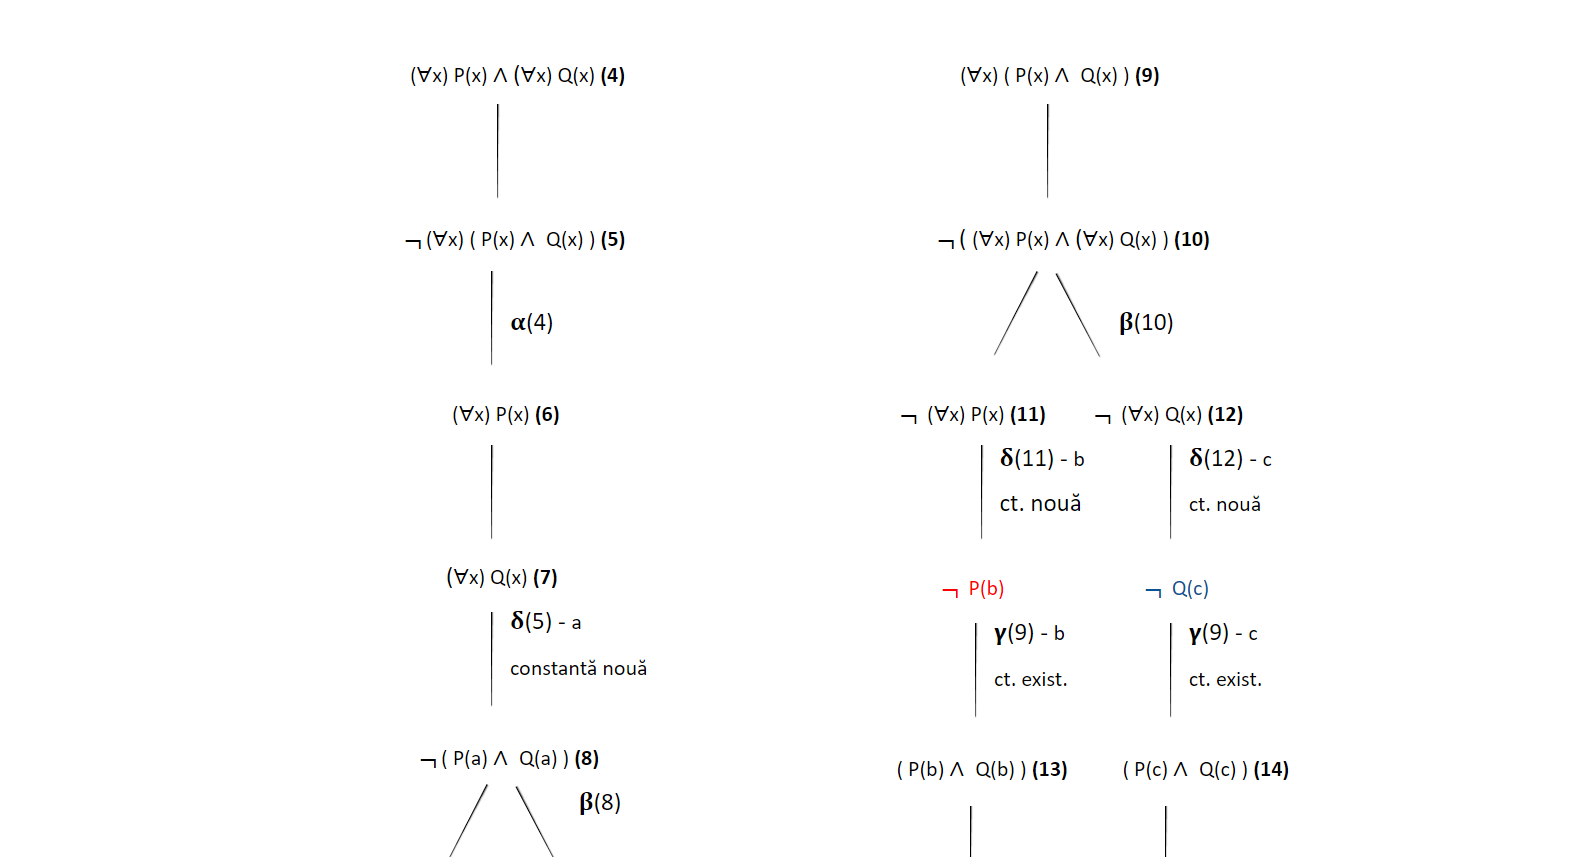 (∀x) P(x) ∧ (∀x) Q(x) (4)
(∀x) ( P(x) ∧ Q(x) ) (9)
¬ (∀x) ( P(x) ∧ Q(x) ) (5)
¬ ( (∀x) P(x) ∧ (∀x) Q(x) ) (10)
α(4)
β(10)
(∀x) P(x) (6)
¬ (∀x) P(x) (11)
¬ (∀x) Q(x) (12)
δ(11) - b
ct. nouă
δ(12) - c
ct. nouă
(∀x) Q(x) (7)
¬ P(b)
¬ Q(c)
δ(5) - a
constantă nouă
γ(9) - b
ct. exist.
γ(9) - c
ct. exist.
¬ ( P(a) ∧ Q(a) ) (8)
( P(b) ∧ Q(b) ) (13)
( P(c) ∧ Q(c) ) (14)
β(8)